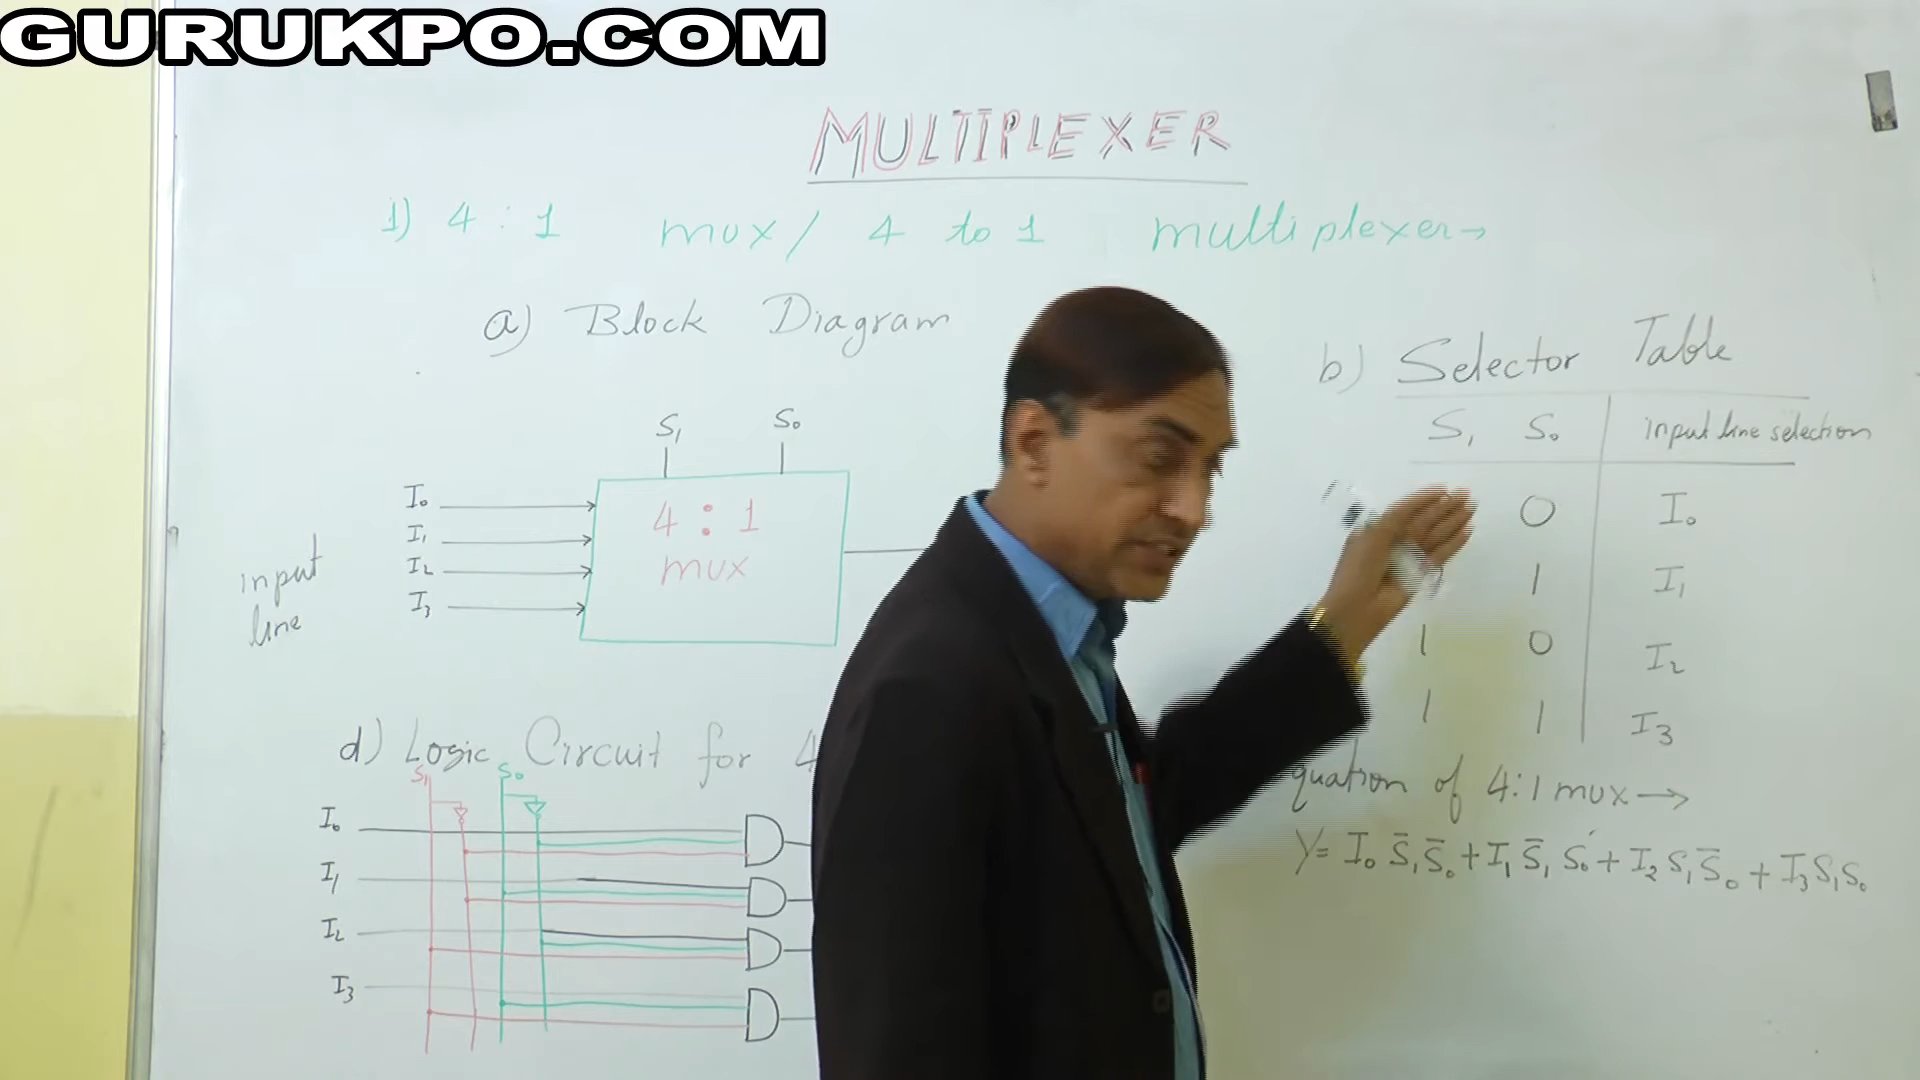 GURUKPO.COM
MULTIPLEXER
1) 4 : 1 mux / 4 to 1 multiplexer→
a) Block Diagram
S₁ S₀
I₀
I₁
I₂
I₃
input
line
4 : 1
mux
b) Selector Table
S₁ S₀ input line selection
0 I₀
1 I₁
1 0 I₂
1 1 I₃
quation of 4:1 mux →
Y= I₀ S̄₁S̄₀ + I₁ S̄₁ S₀ + I₂ S₁ S̄₀ + I₃ S₁S₀
d) Logic Circuit for 4
S₁ S₀
I₀
I₁
I₂
I₃